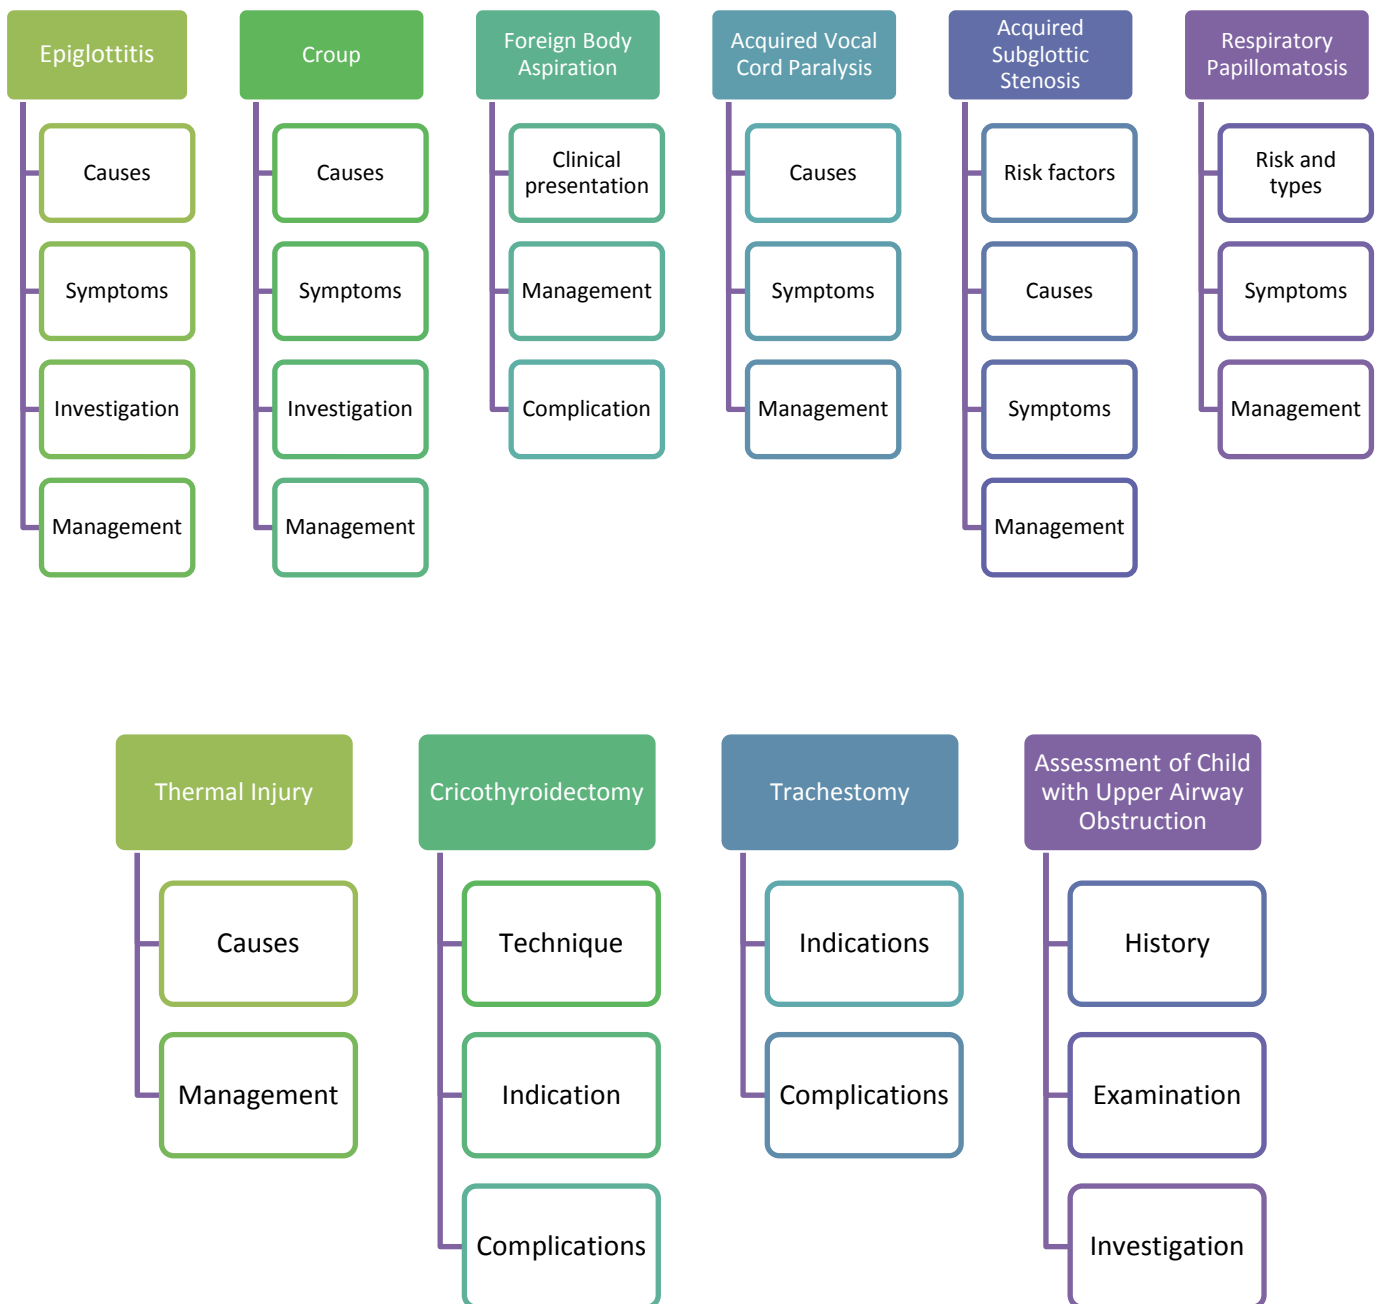 Epiglottitis
Causes
Symptoms
Investigation
Management
Croup
Causes
Symptoms
Investigation
Management
Foreign Body
Aspiration
Clinical
presentation
Management
Complication
Acquired Vocal
Cord Paralysis
Causes
Symptoms
Management
Acquired
Subglottic
Stenosis
Risk factors
Causes
Symptoms
Management
Respiratory
Papillomatosis
Risk and
types
Symptoms
Management
Thermal Injury
Causes
Management
Cricothyroidectomy
Technique
Indication
Complications
Trachestomy
Indications
Complications
Assessment of Child
with Upper Airway
Obstruction
History
Examination
Investigation